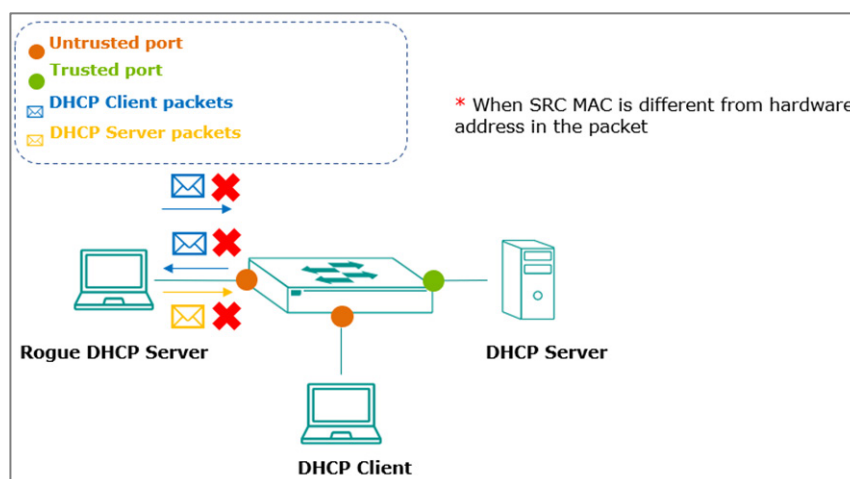 Untrusted port
Trusted port
DHCP Client packets
DHCP Server packets
* When SRC MAC is different from hardware
address in the packet
Rogue DHCP Server
DHCP Server
DHCP Client